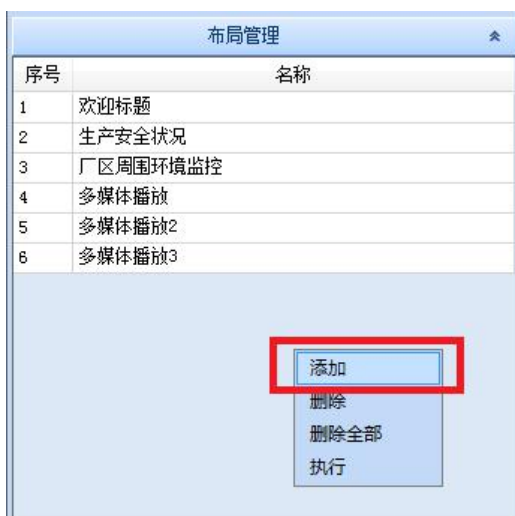 布局管理
序号 名称
1 欢迎标题
2 生产安全状况
3 厂区周围环境监控
4 多媒体播放
5 多媒体播放2
6 多媒体播放3
添加
删除
删除全部
执行